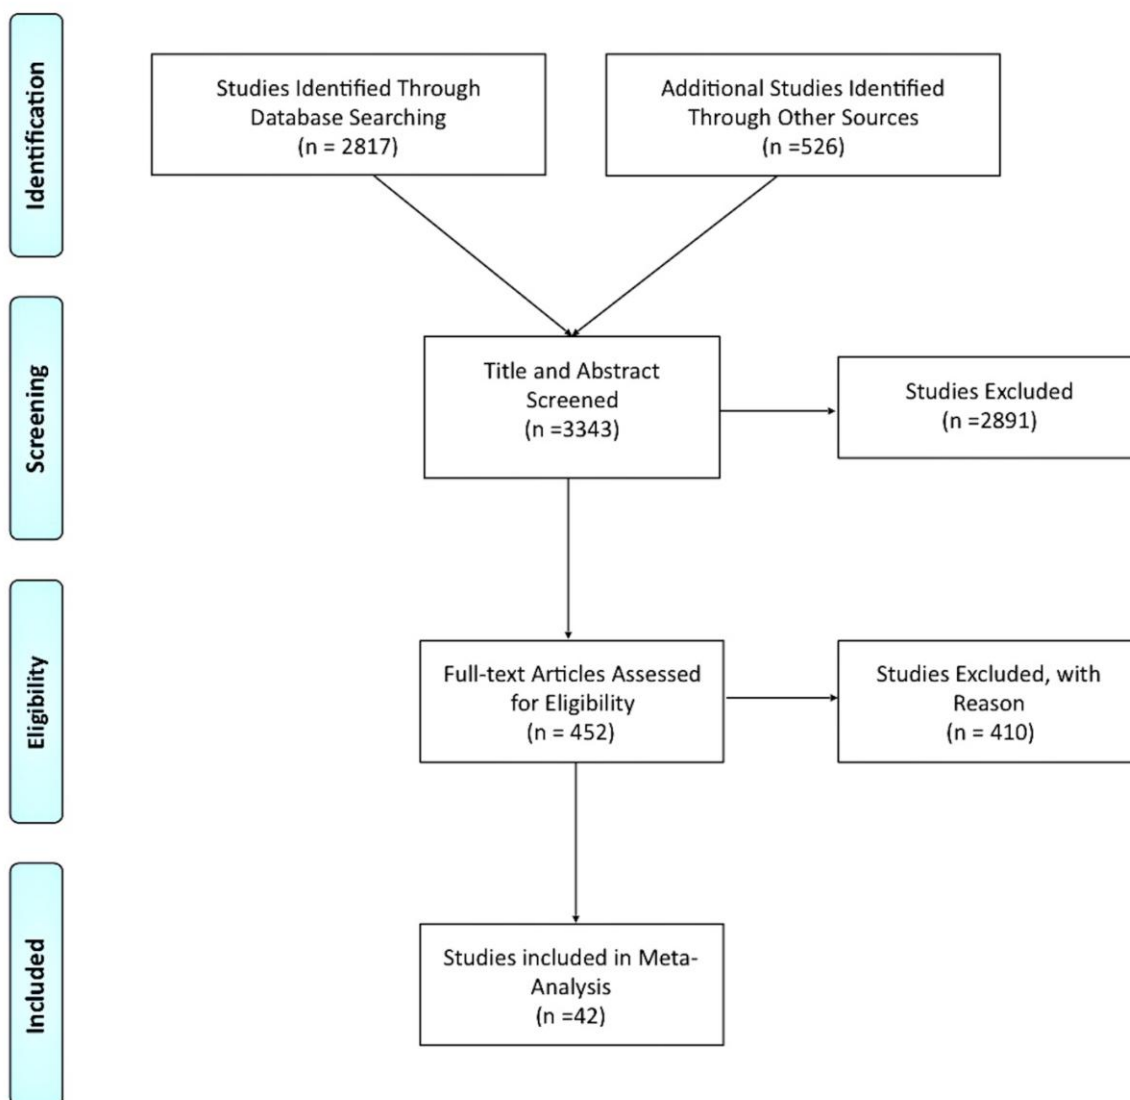 Identification
Studies Identified Through
Database Searching
(n = 2817)
Additional Studies Identified
Through Other Sources
(n =526)
Screening
Title and Abstract
Screened
(n =3343)
Studies Excluded
(n =2891)
Eligibility
Full-text Articles Assessed
for Eligibility
(n = 452)
Studies Excluded, with
Reason
(n = 410)
Included
Studies included in Meta-
Analysis
(n =42)